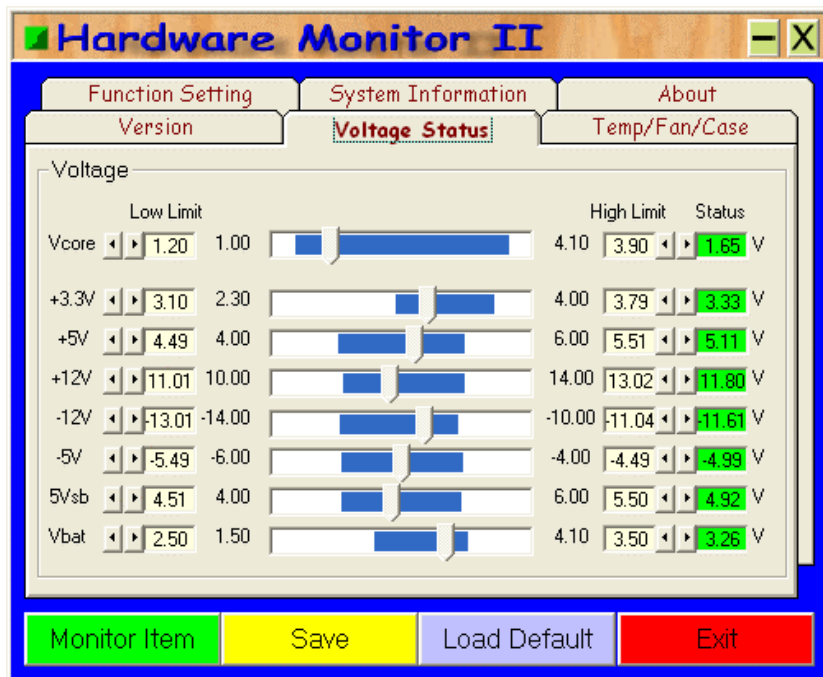 Hardware Monitor II
Function Setting System Information About
Version Voltage Status Temp/Fan/Case
Voltage
Low Limit High Limit Status
Vcore 1.20 1.00 4.10 3.90 1.65 V
+3.3V 3.10 2.30 4.00 3.79 3.33 V
+5V 4.49 4.00 6.00 5.51 5.11 V
+12V 11.01 10.00 14.00 13.02 11.80 V
-12V -13.01 -14.00 -10.00 -11.04 -11.61 V
-5V -5.49 -6.00 -4.00 -4.49 -4.99 V
5Vsb 4.51 4.00 6.00 5.50 4.92 V
Vbat 2.50 1.50 4.10 3.50 3.26 V
Monitor Item Save Load Default Exit